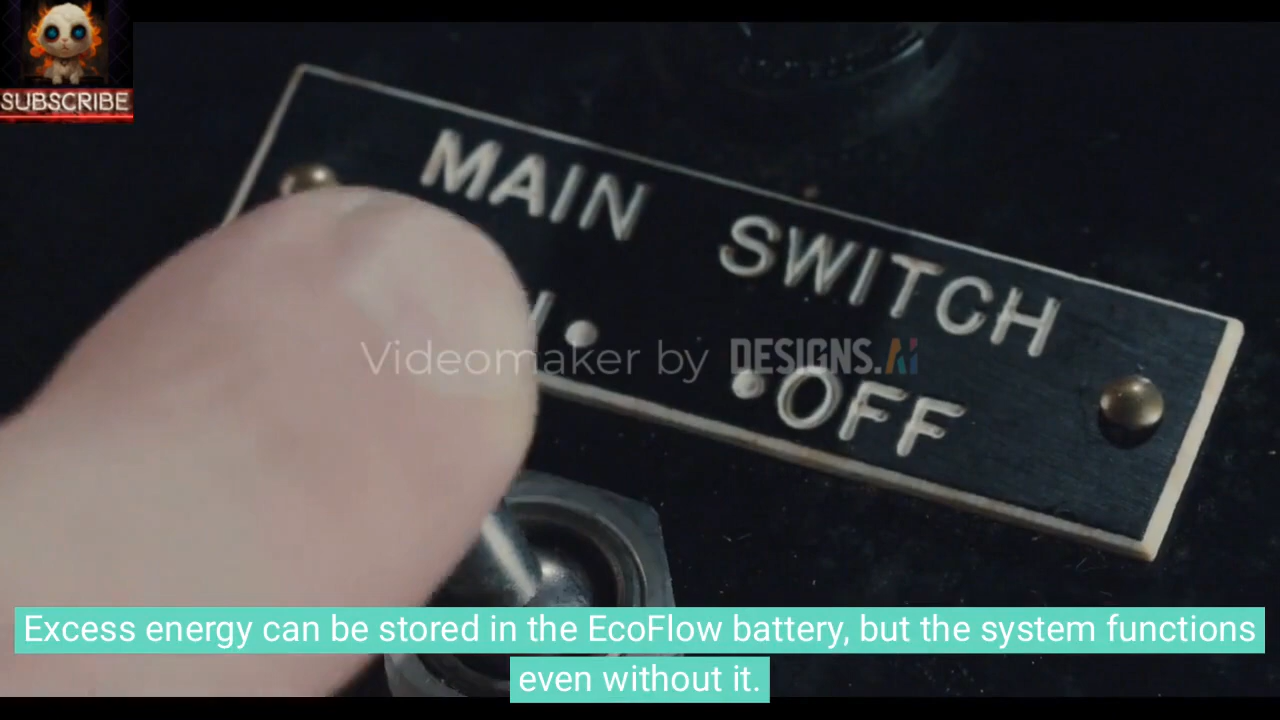 SUBSCRIBE
MAIN SWITCH
•OFF
Videomaker by DESIGNS.AI
Excess energy can be stored in the EcoFlow battery, but the system functions
even without it.